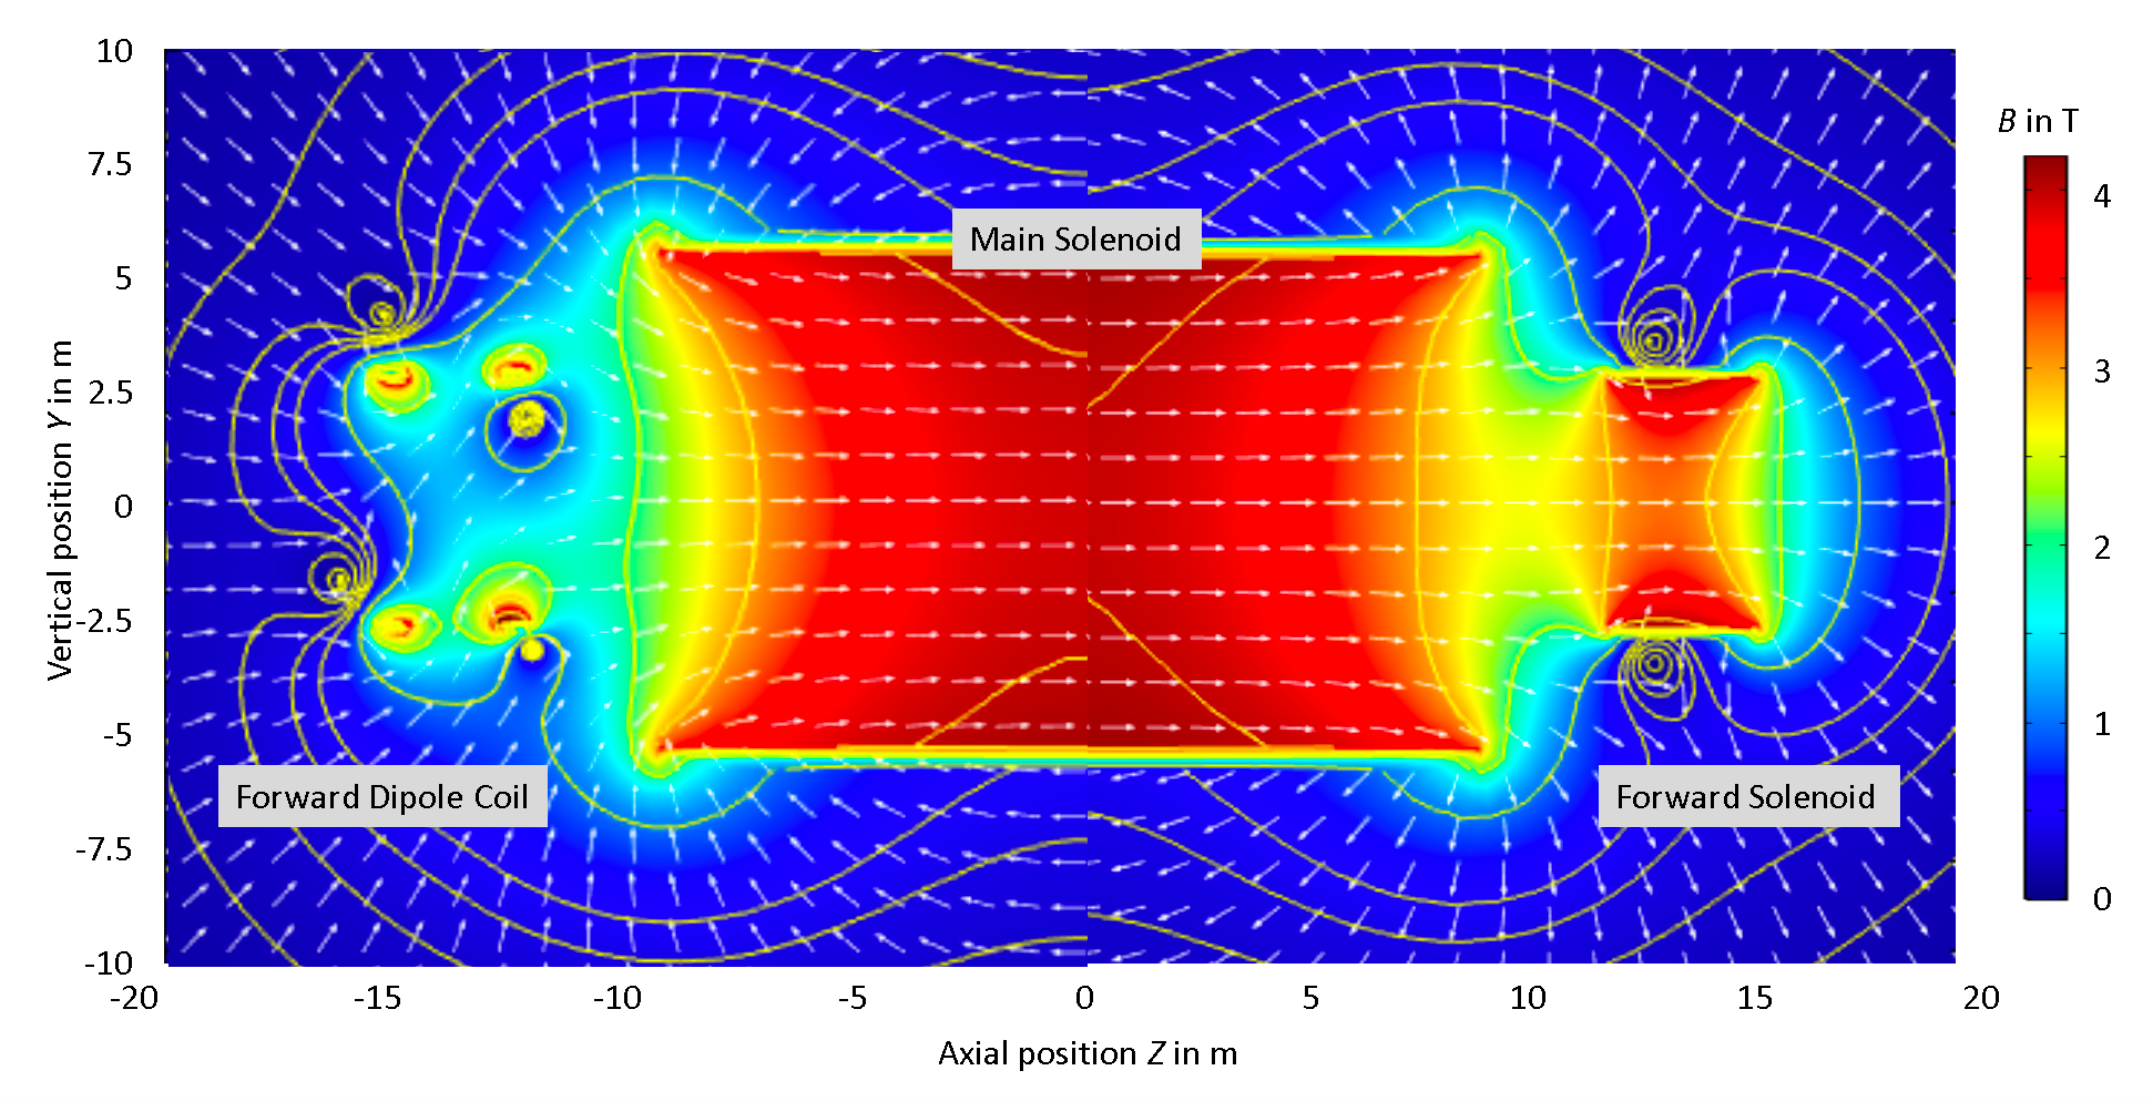 10
7.5
5
2.5
0
-2.5
-5
-7.5
-10
Vertical position Y in m
-20 -15 -10 -5 0 5 10 15 20
Axial position Z in m
Main Solenoid
Forward Dipole Coil
Forward Solenoid
B in T
4
3
2
1
0